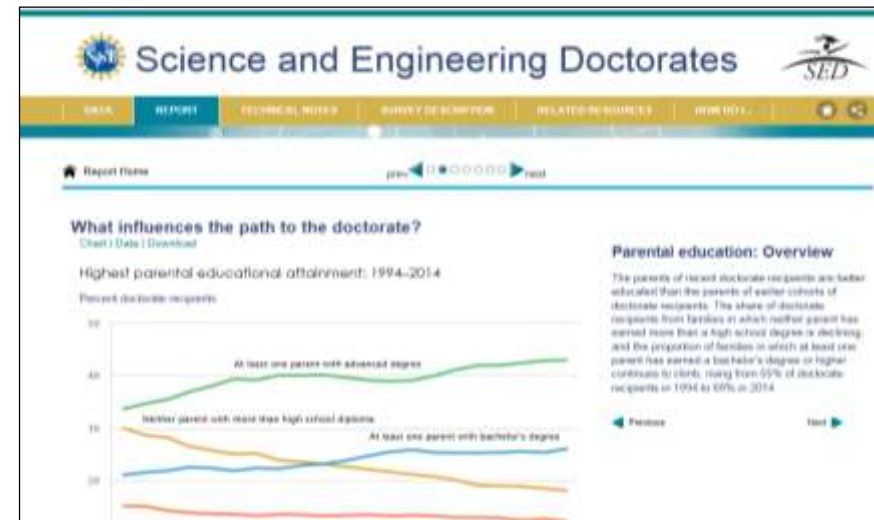 Science and Engineering Doctorates
SED
DATA
REPORT
TECHNICAL NOTES
SURVEY DESCRIPTION
RELATED RESOURCES
HOW DO I...
Report Home
prev
next
What influences the path to the doctorate?
Chart | Data | Download
Highest parental educational attainment: 1994–2014
Percent doctorate recipients
50
At least one parent with advanced degree
40
Neither parent with more than high school diploma
30
At least one parent with bachelor's degree
20
Parental education: Overview
The parents of recent doctorate recipients are better
educated than the parents of earlier cohorts of
doctorate recipients. The share of doctorate
recipients from families in which neither parent has
earned more than a high school degree is declining,
and the proportion of families in which at least one
parent has earned a bachelor's degree or higher
continues to climb, rising from 55% of doctorate
recipients in 1994 to 69% in 2014.
Previous
Next